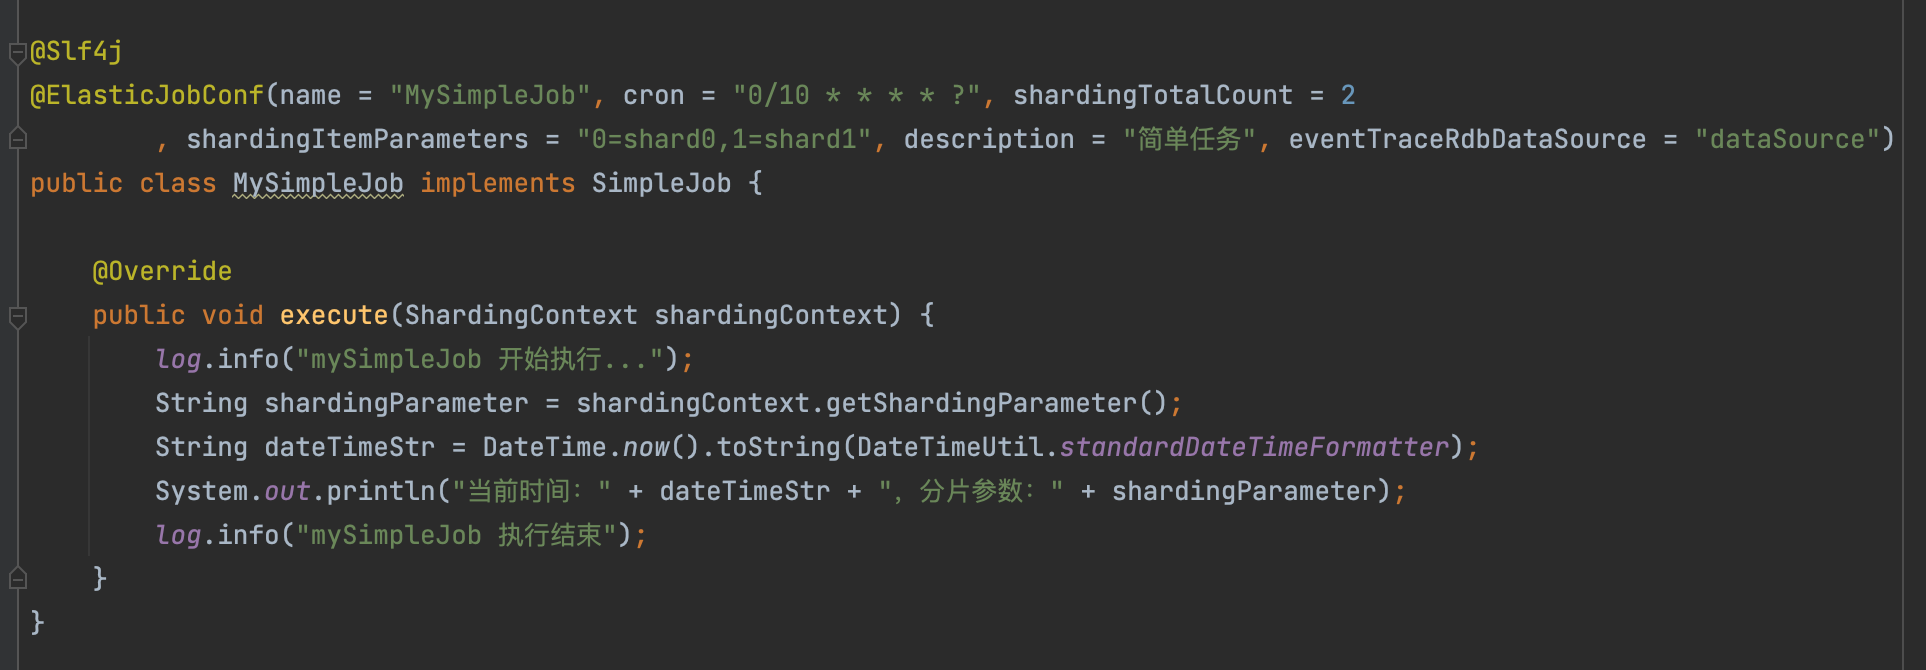 @Slf4j
@ElasticJobConf(name = "MySimpleJob", cron = "0/10 * * * * ?", shardingTotalCount = 2
        , shardingItemParameters = "0=shard0,1=shard1", description = "简单任务", eventTraceRdbDataSource = "dataSource")
public class MySimpleJob implements SimpleJob {
    @Override
    public void execute(ShardingContext shardingContext) {
        log.info("mySimpleJob 开始执行...");
        String shardingParameter = shardingContext.getShardingParameter();
        String dateTimeStr = DateTime.now().toString(DateTimeUtil.standardDateTimeFormatter);
        System.out.println("当前时间：" + dateTimeStr + "，分片参数：" + shardingParameter);
        log.info("mySimpleJob 执行结束");
    }
}